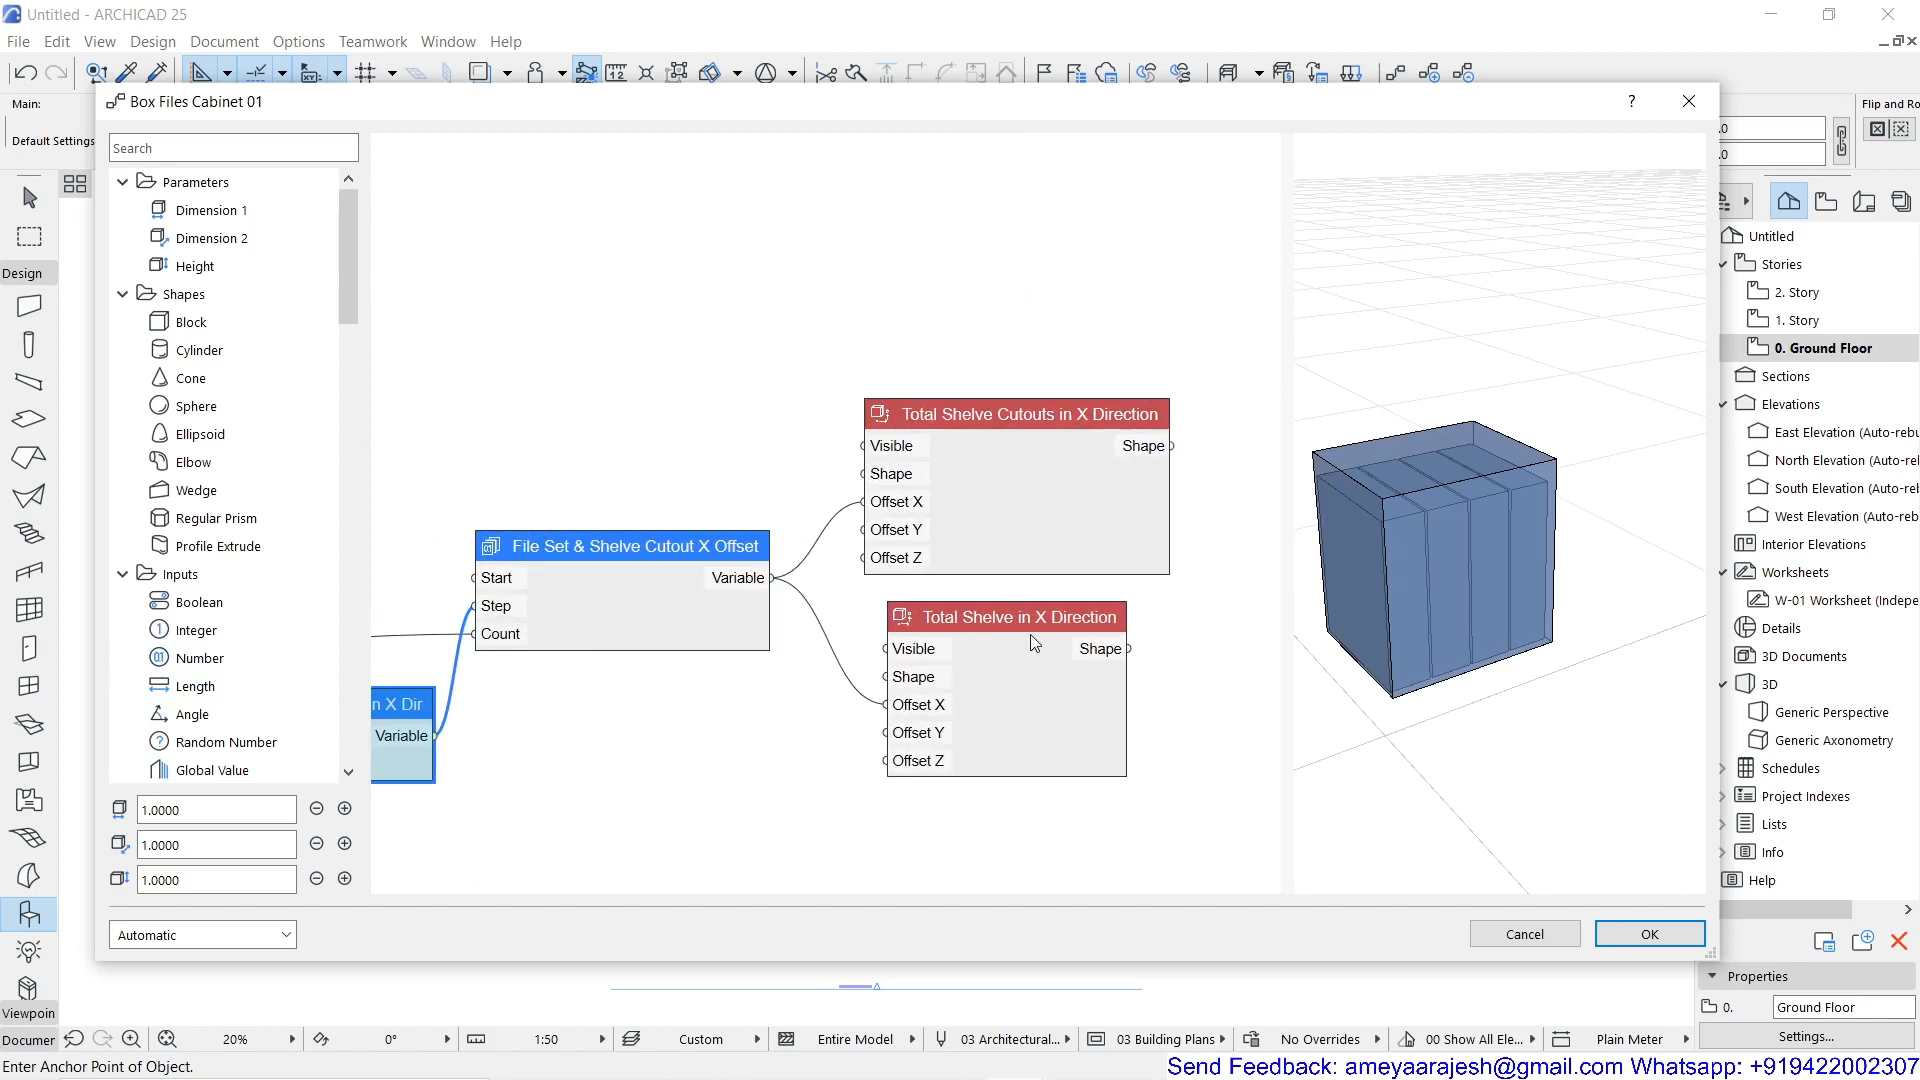 Untitled - ARCHICAD 25
File Edit View Design Document Options Teamwork Window Help
Main:
Default Settings
Box Files Cabinet 01
?
Flip and Ro
Search
Parameters
Dimension 1
Dimension 2
Height
Shapes
Block
Cylinder
Cone
Sphere
Ellipsoid
Elbow
Wedge
Regular Prism
Profile Extrude
Inputs
Boolean
Integer
Number
Length
Angle
Random Number
Global Value
1.0000
1.0000
1.0000
Automatic
Design
Viewpoin
Documen
File Set & Shelve Cutout X Offset
Start
Variable
Step
Count
n X Dir
Variable
Total Shelve Cutouts in X Direction
Visible
Shape
Shape
Offset X
Offset Y
Offset Z
Total Shelve in X Direction
Visible
Shape
Shape
Offset X
Offset Y
Offset Z
Cancel
OK
.0
.0
Untitled
Stories
2. Story
1. Story
0. Ground Floor
Sections
Elevations
East Elevation (Auto-rebu
North Elevation (Auto-rel
South Elevation (Auto-rel
West Elevation (Auto-reb
Interior Elevations
Worksheets
W-01 Worksheet (Indepe
Details
3D Documents
3D
Generic Perspective
Generic Axonometry
Schedules
Project Indexes
Lists
Info
Help
Properties
0.
Ground Floor
Settings...
20%
0°
1:50
Custom
Entire Model
03 Architectural...
03 Building Plans
No Overrides
00 Show All Ele...
Plain Meter
Enter Anchor Point of Object.
Send Feedback: ameyaarajesh@gmail.com Whatsapp: +919422002307